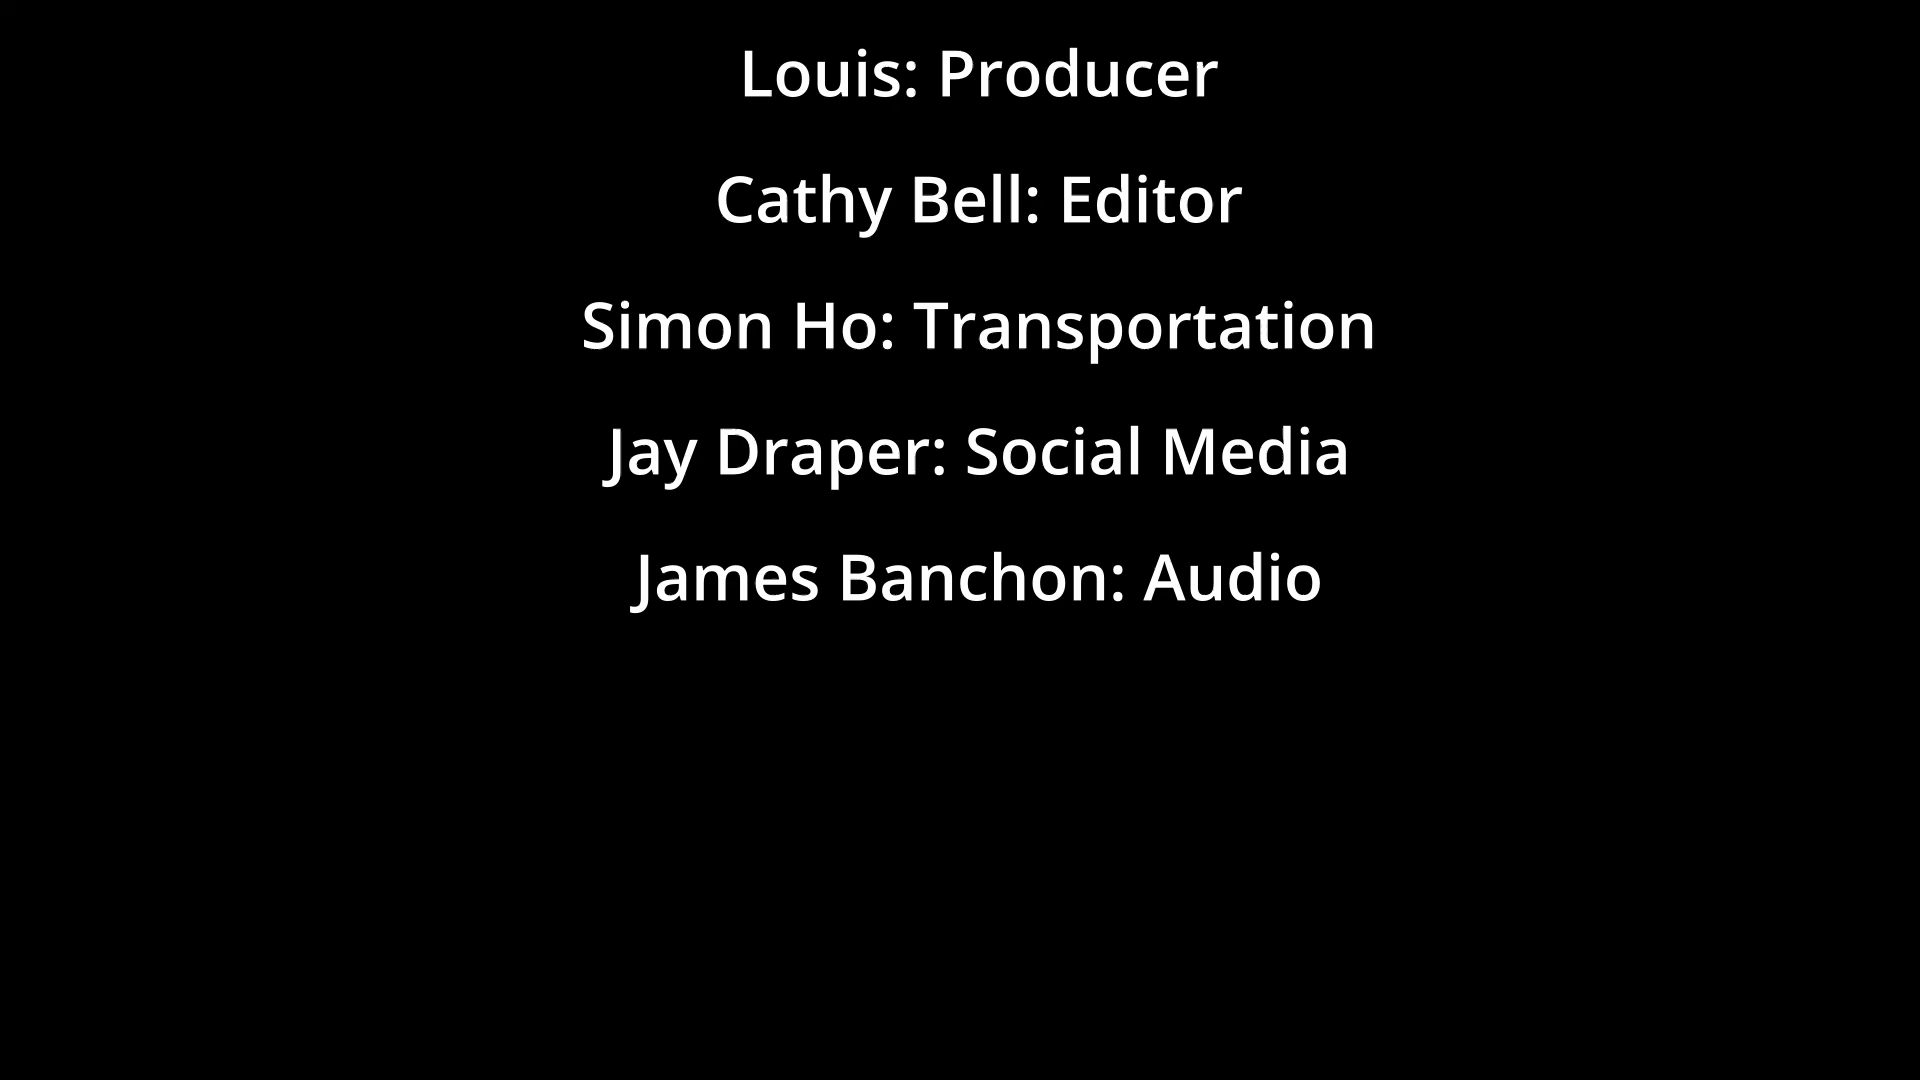 Louis: Producer
Cathy Bell: Editor
Simon Ho: Transportation
Jay Draper: Social Media
James Banchon: Audio